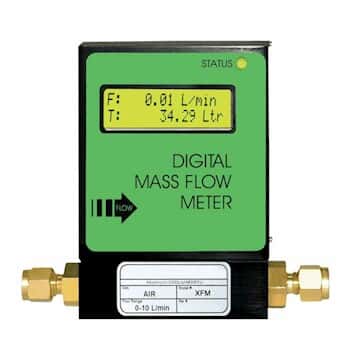 STATUS
F: 0.01 L/min
T: 34.29 Ltr
DIGITAL
MASS FLOW
METER
FLOW
AIR
XFM
0-10 L/min